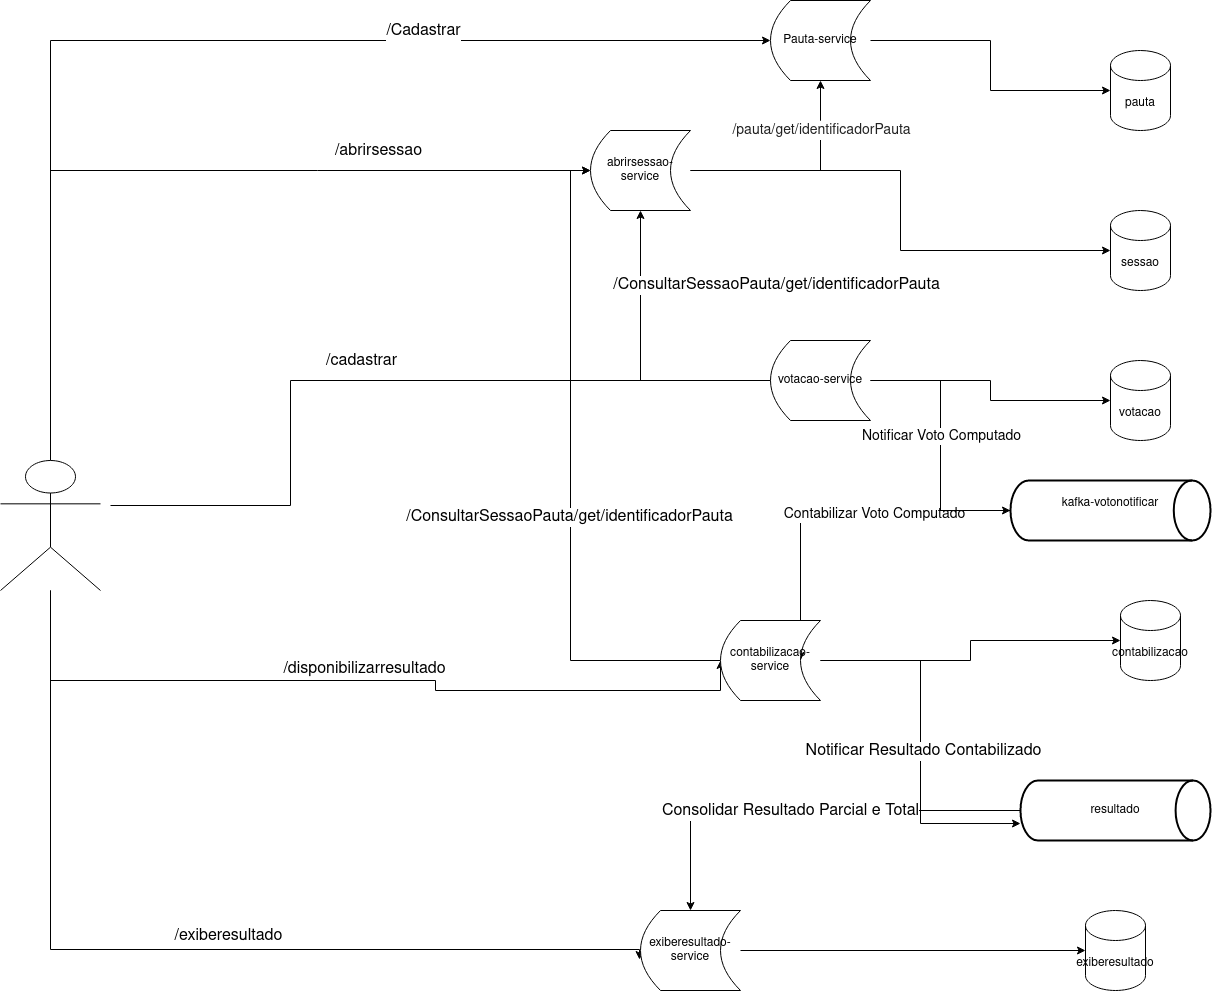 /Cadastrar
Pauta-service
pauta
/pauta/get/identificadorPauta
/abrirsessao
abrirsessao-
service
sessao
/ConsultarSessaoPauta/get/identificadorPauta
/cadastrar
votacao-service
votacao
Notificar Voto Computado
kafka-votonotificar
Contabilizar Voto Computado
/ConsultarSessaoPauta/get/identificadorPauta
contabilizacao-
service
contabilizacao
/disponibilizarresultado
Notificar Resultado Contabilizado
Consolidar Resultado Parcial e Total
resultado
/exiberesultado
exiberesultado-
service
exiberesultado